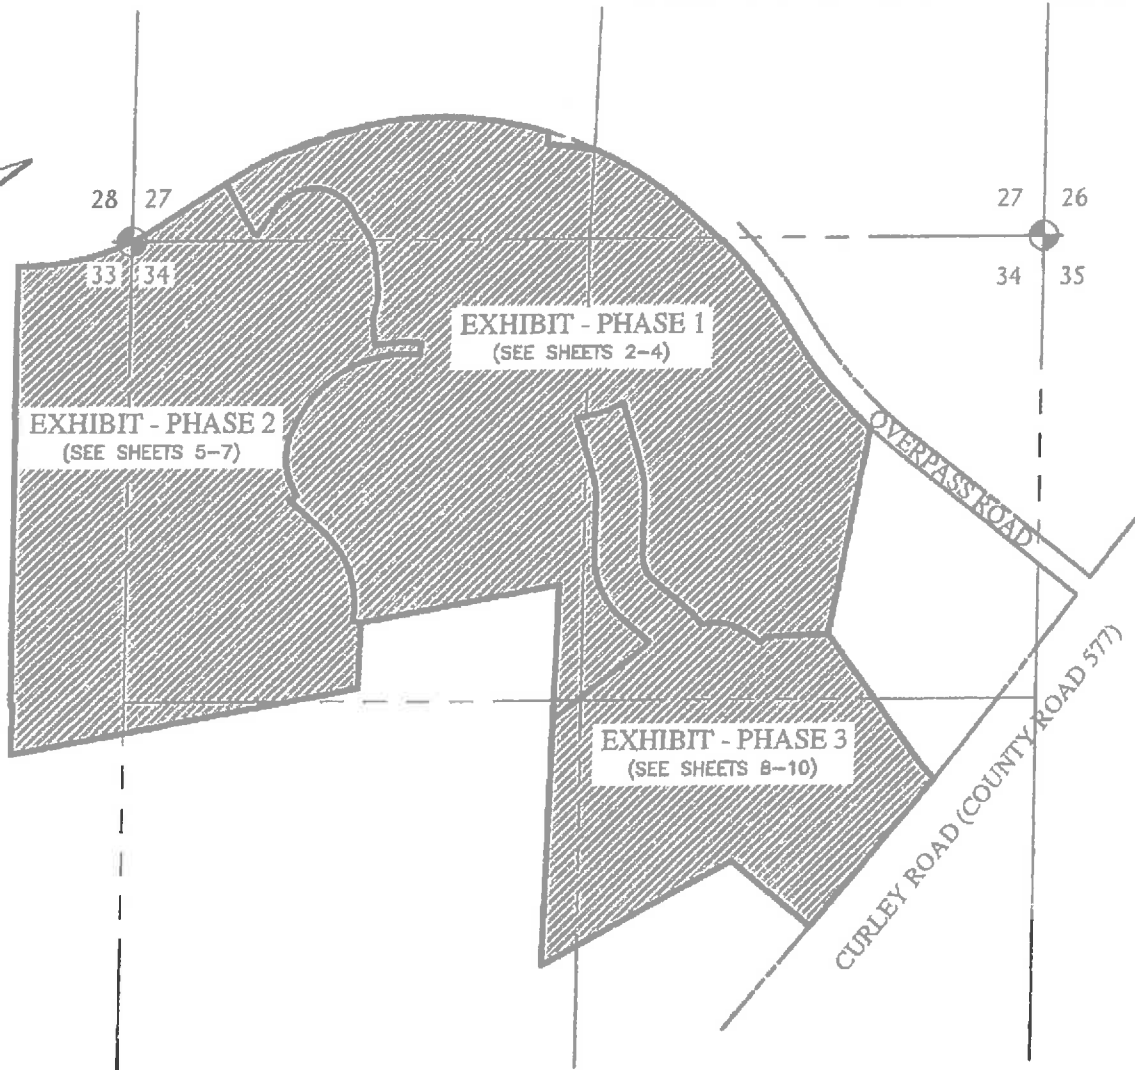 28 27
27 26
33 34
34 35
EXHIBIT - PHASE 1
(SEE SHEETS 2-4)
EXHIBIT - PHASE 2
(SEE SHEETS 5-7)
OVERPASS ROAD
EXHIBIT - PHASE 3
(SEE SHEETS 8-10)
CURLEY ROAD (COUNTY ROAD 577)